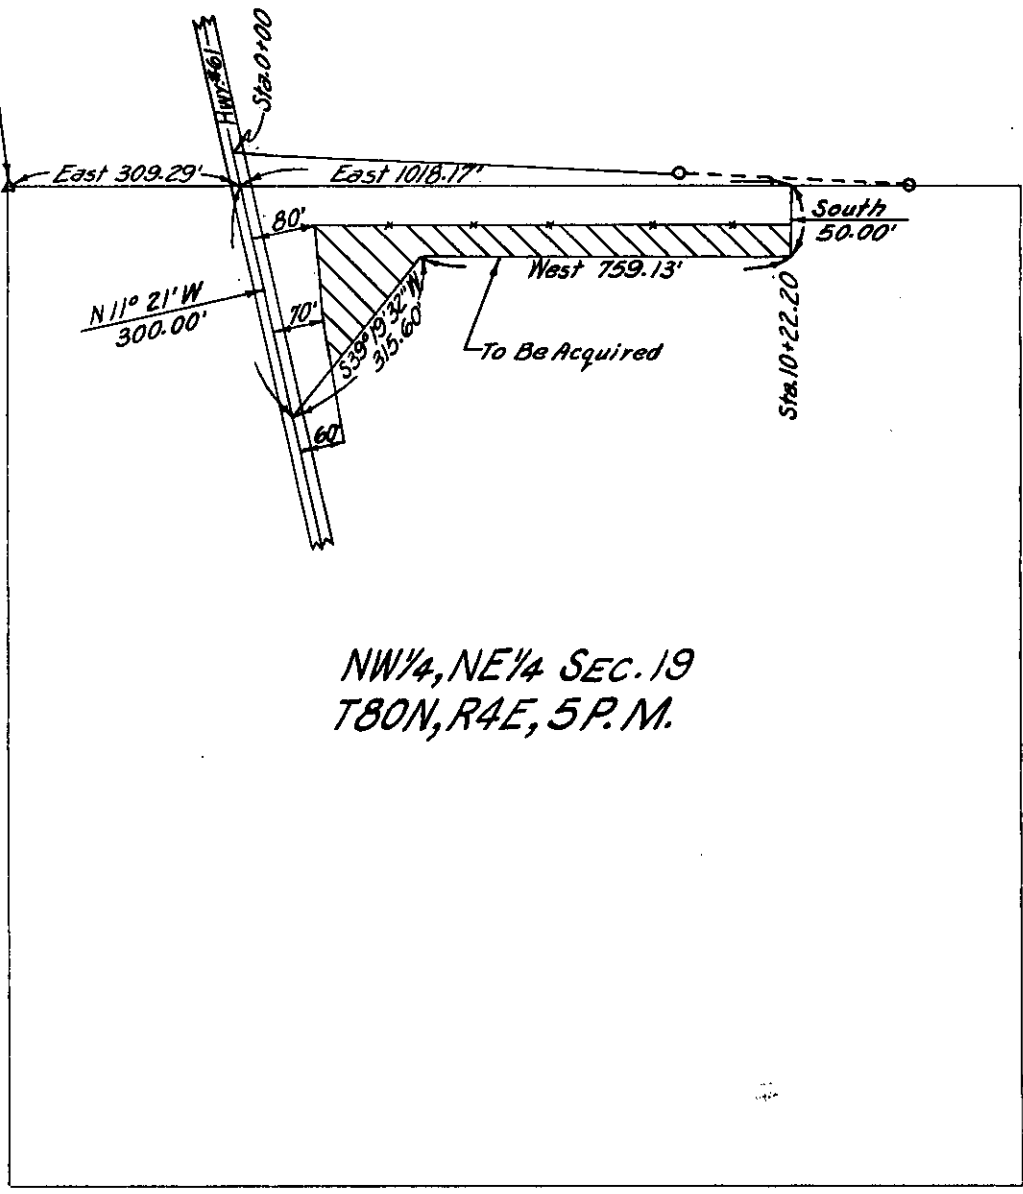 HWY.#61
Sta.0+00
East 309.29'
East 1018.17'
South
50.00'
80'
West 759.13'
N 11° 21' W
300.00'
70'
S39°19'32"W
315.60'
To Be Acquired
Sta.10+22.20
60'
NW¼, NE¼ SEC. 19
T80N, R4E, 5 P.M.